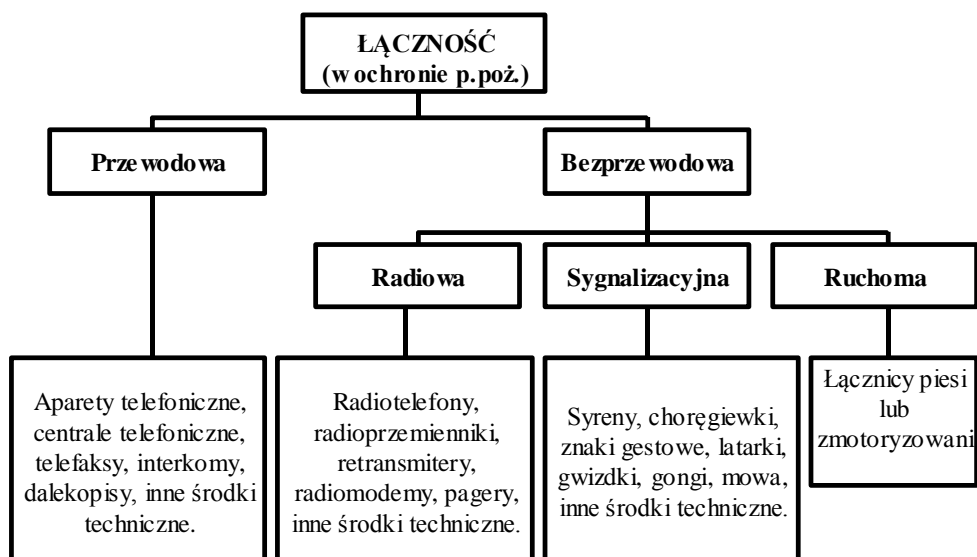 ŁĄCZNOŚĆ
(w ochronie p.poż.)
Przewodowa
Bezprzewodowa
Radiowa
Sygnalizacyjna
Ruchoma
Aparety telefoniczne,
centrale telefoniczne,
telefaksy, interkomy,
dalekopisy, inne środki
techniczne.
Radiotelefony,
radioprzemienniki,
retransmitery,
radiomodemy, pagery,
inne środki techniczne.
Syreny, choręgiewki,
znaki gestowe, latarki,
gwizdki, gongi, mowa,
inne środki techniczne.
Łącznicy piesi
lub
zmotoryzowani